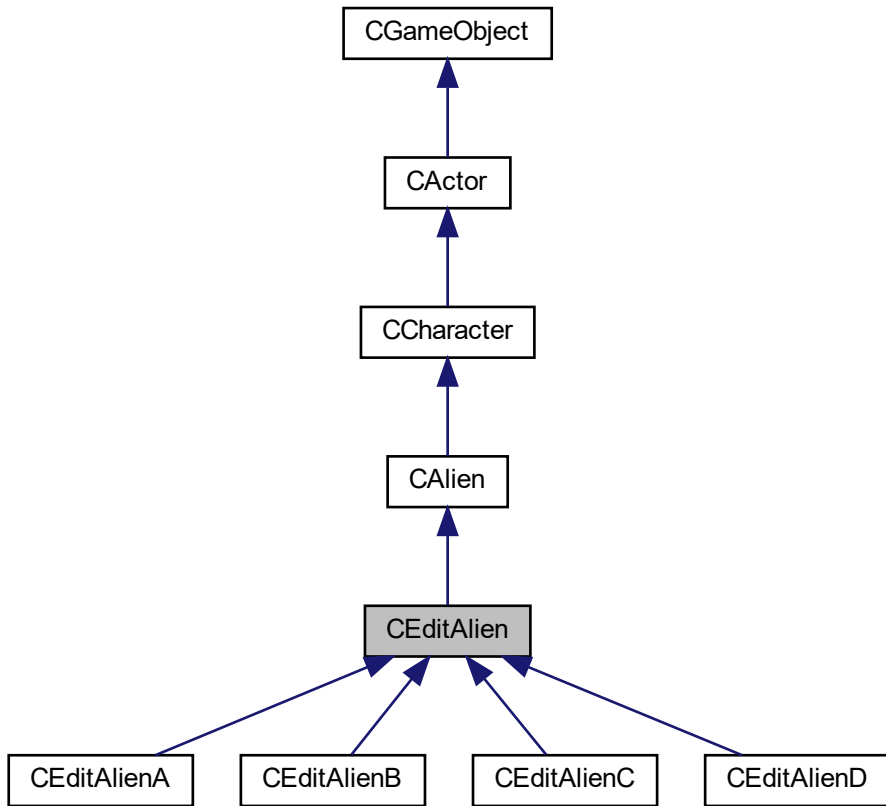 CGameObject
CActor
CCharacter
CAlien
CEditAlien
CEditAlienA
CEditAlienB
CEditAlienC
CEditAlienD